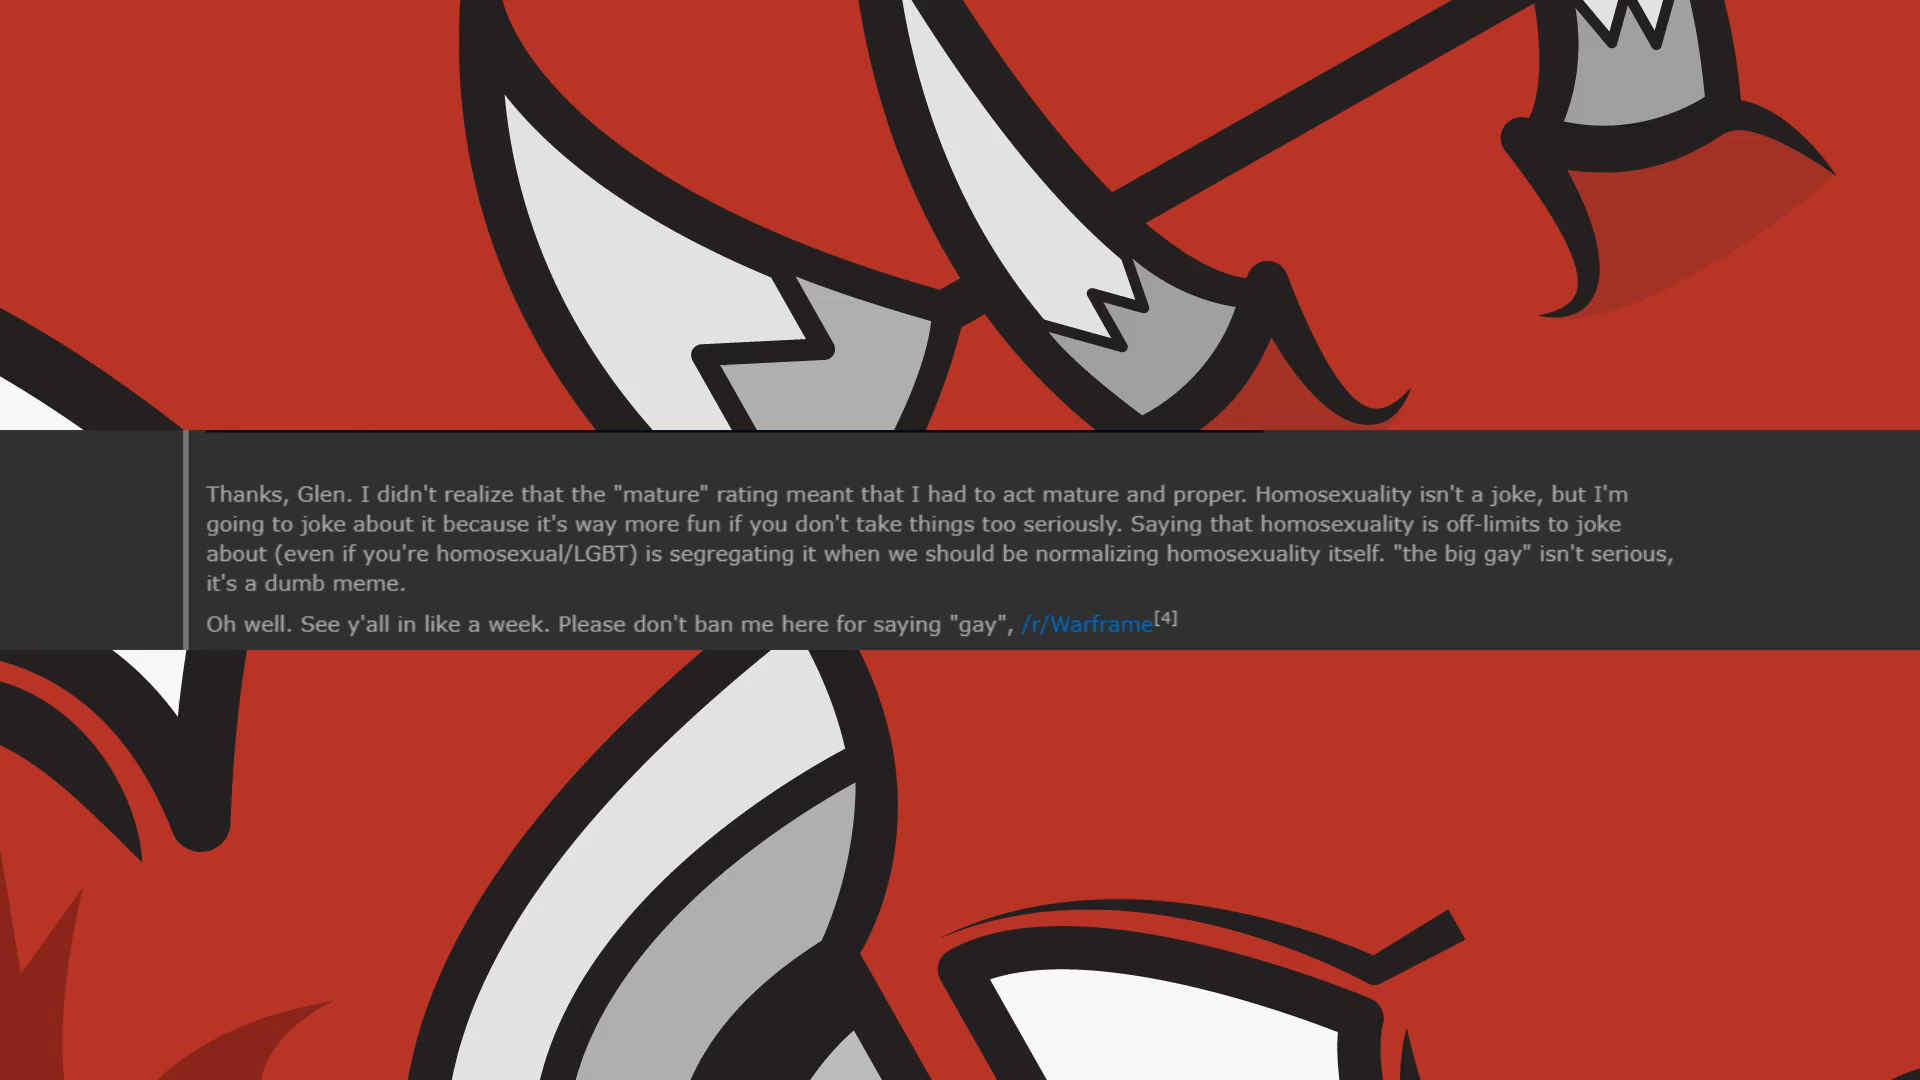 Thanks, Glen. I didn't realize that the "mature" rating meant that I had to act mature and proper. Homosexuality isn't a joke, but I'm
going to joke about it because it's way more fun if you don't take things too seriously. Saying that homosexuality is off-limits to joke
about (even if you're homosexual/LGBT) is segregating it when we should be normalizing homosexuality itself. "the big gay" isn't serious,
it's a dumb meme.
Oh well. See y'all in like a week. Please don't ban me here for saying "gay", /r/Warframe[4]